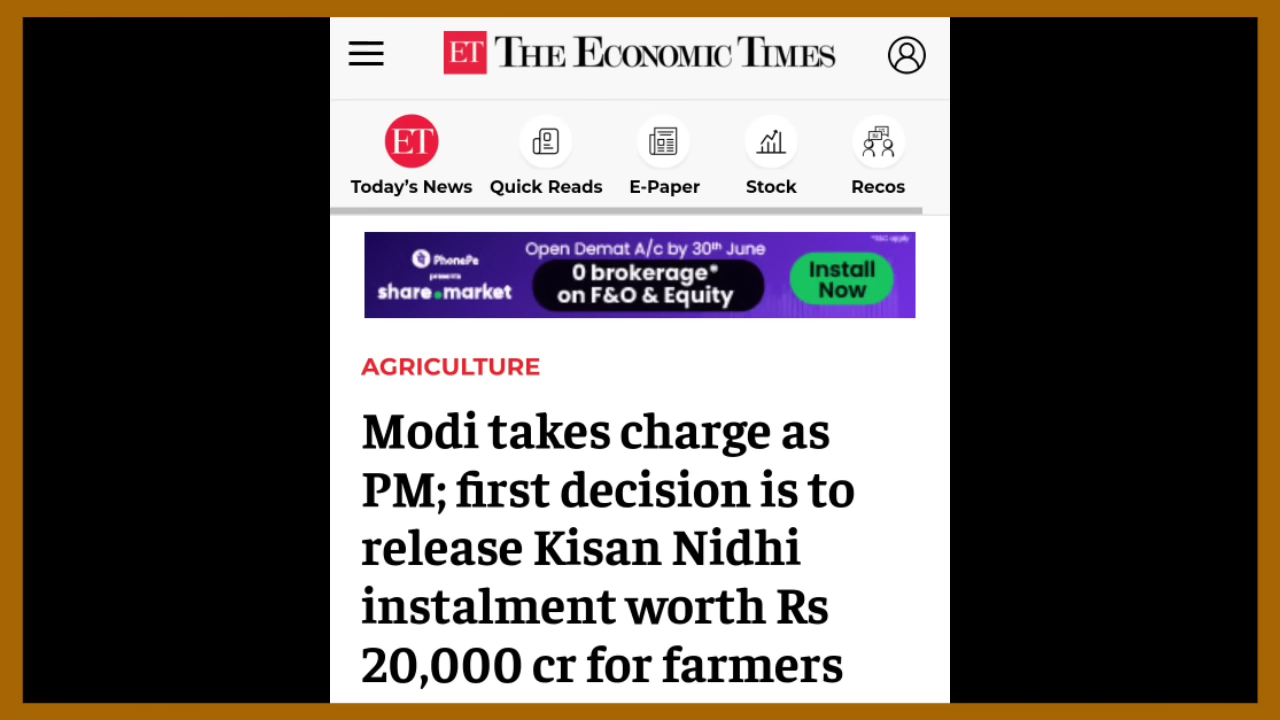 ET THE ECONOMIC TIMES
ET
Today's News Quick Reads E-Paper Stock Recos
*T&C apply
PhonePe
presents
share.market
Open Demat A/c by 30th June
0 brokerage*
on F&O & Equity
Install
Now
AGRICULTURE
Modi takes charge as
PM; first decision is to
release Kisan Nidhi
instalment worth Rs
20,000 cr for farmers